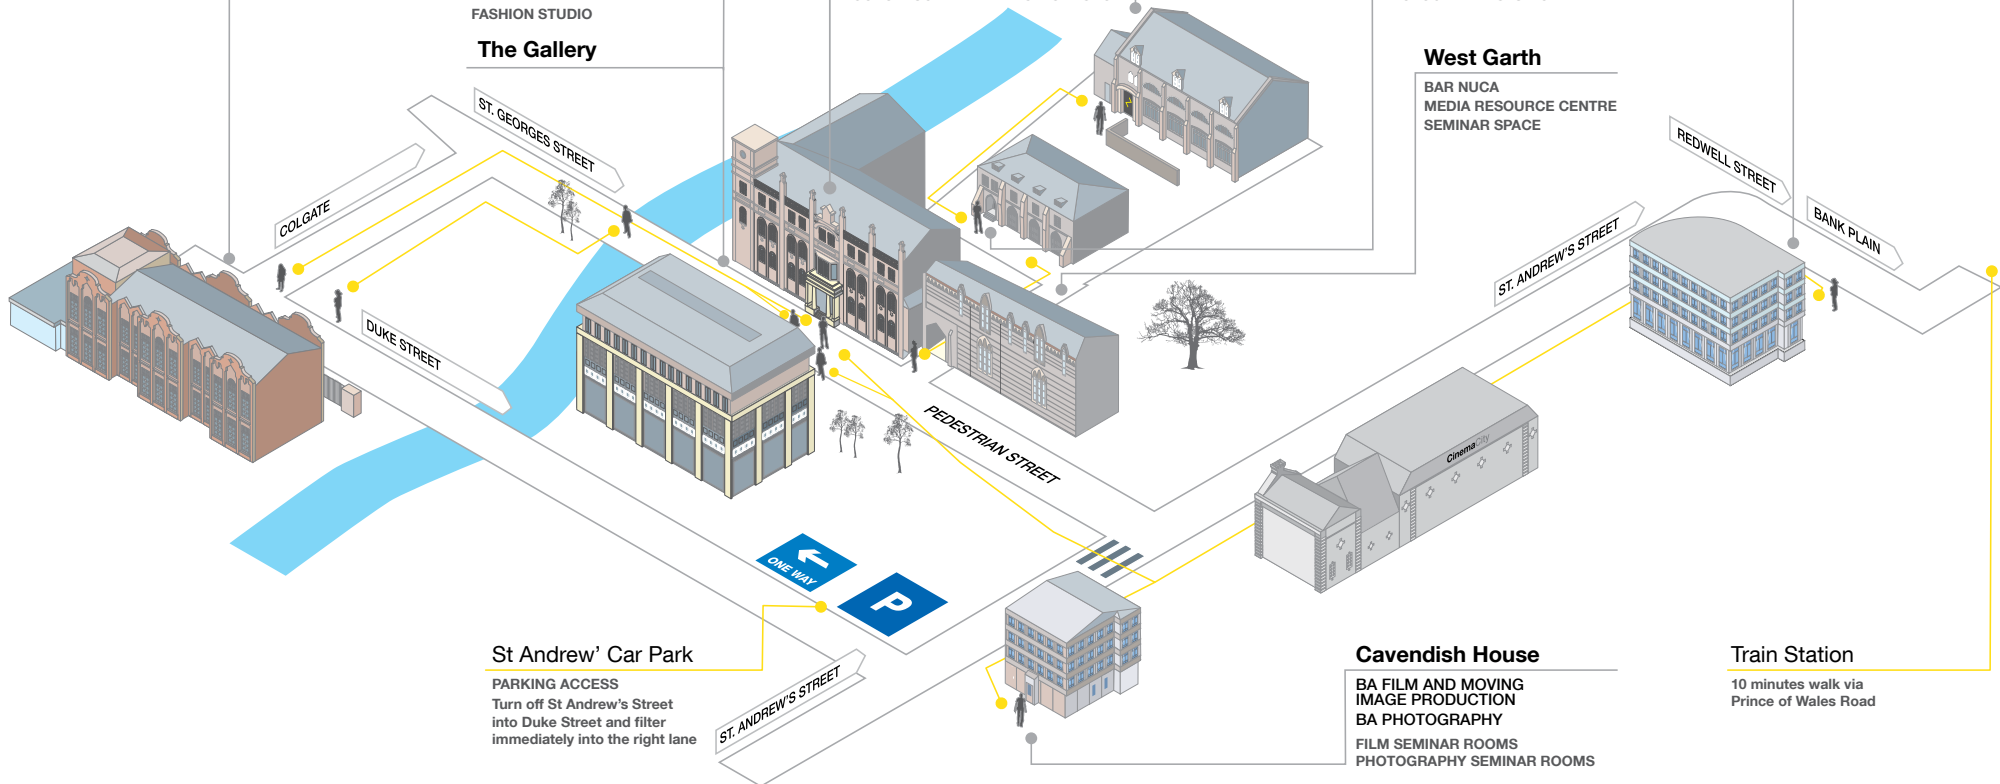 FASHION STUDIO
The Gallery
West Garth
BAR NUCA
MEDIA RESOURCE CENTRE
SEMINAR SPACE
ST. GEORGES STREET
COLGATE
REDWELL STREET
BANK PLAIN
ST. ANDREW'S STREET
DUKE STREET
PEDESTRIAN STREET
CinemaCity
ONE WAY
P
St Andrew' Car Park
PARKING ACCESS
Turn off St Andrew's Street
into Duke Street and filter
immediately into the right lane
ST. ANDREW'S STREET
Cavendish House
BA FILM AND MOVING
IMAGE PRODUCTION
BA PHOTOGRAPHY
FILM SEMINAR ROOMS
PHOTOGRAPHY SEMINAR ROOMS
Train Station
10 minutes walk via
Prince of Wales Road